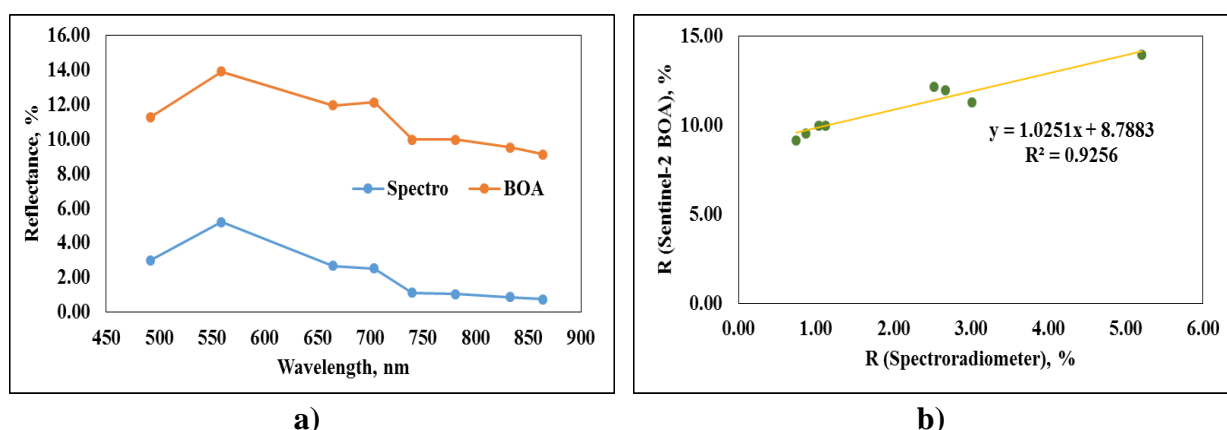 16.00
14.00
12.00
10.00
8.00
6.00
4.00
2.00
0.00
Reflectance, %
Spectro BOA
450 500 550 600 650 700 750 800 850 900
Wavelength, nm
a)
15.00
10.00
5.00
0.00
R (Sentinel-2 BOA), %
y = 1.0251x + 8.7883
R² = 0.9256
0.00 1.00 2.00 3.00 4.00 5.00 6.00
R (Spectroradiometer), %
b)